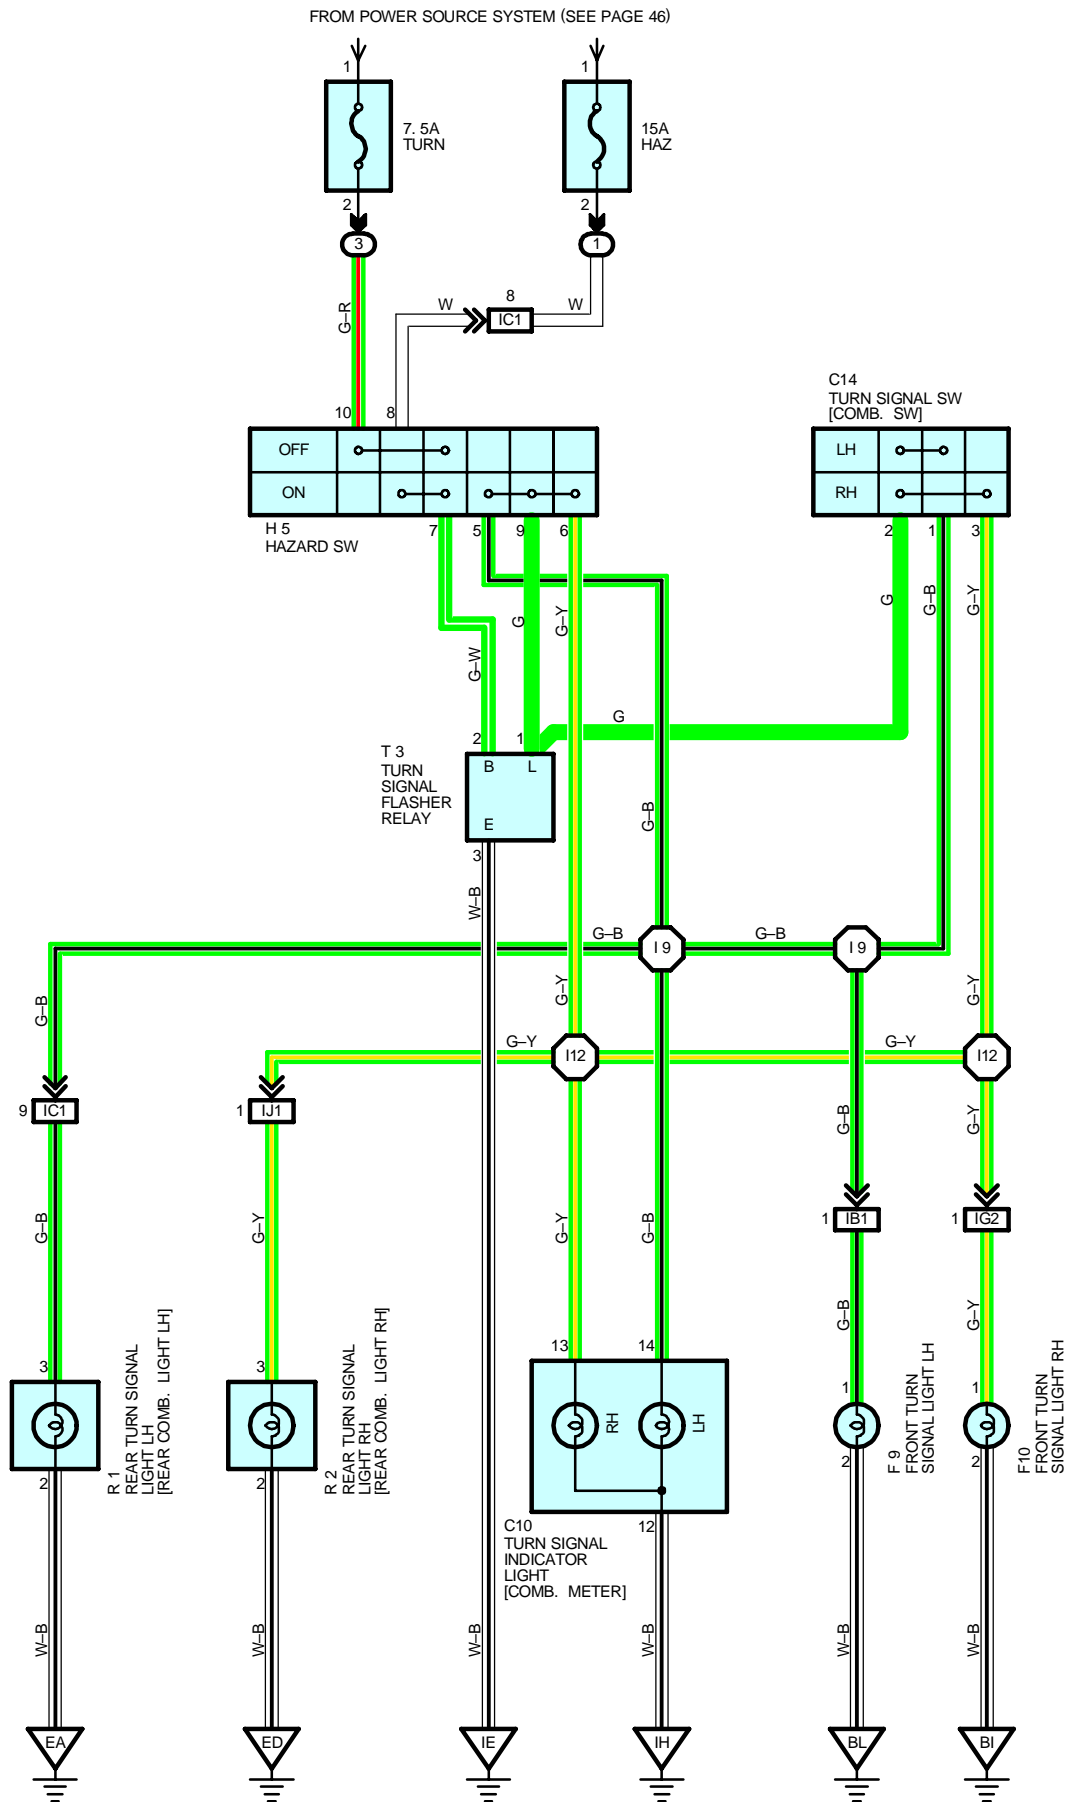 FROM POWER SOURCE SYSTEM (SEE PAGE 46)
1
1
7. 5A
TURN
15A
HAZ
2
2
3
1
G–R
W
8
IC1
W
10
8
OFF
ON
H 5
HAZARD SW
7
5
9
6
C14
TURN SIGNAL SW
[COMB. SW]
LH
RH
2
1
3
G
G–B
G–Y
G–W
G
G–Y
G
T 3
TURN
SIGNAL
FLASHER
RELAY
2
1
B
L
E
3
G–B
W–B
G–B
I 9
G–B
I 9
G–B
G–Y
G–Y
G–Y
I12
G–Y
I12
9
IC1
1
IJ1
G–B
G–Y
1
IB1
1
IG2
G–B
G–Y
G–Y
G–B
G–B
G–Y
3
R 1
REAR TURN SIGNAL
LIGHT LH
[REAR COMB. LIGHT LH]
2
3
R 2
REAR TURN SIGNAL
LIGHT RH
[REAR COMB. LIGHT RH]
2
13
14
RH
LH
12
C10
TURN SIGNAL
INDICATOR
LIGHT
[COMB. METER]
1
F 9
FRONT TURN
SIGNAL LIGHT LH
2
1
F10
FRONT TURN
SIGNAL LIGHT RH
2
W–B
W–B
W–B
W–B
W–B
EA
ED
IE
IH
BL
BI